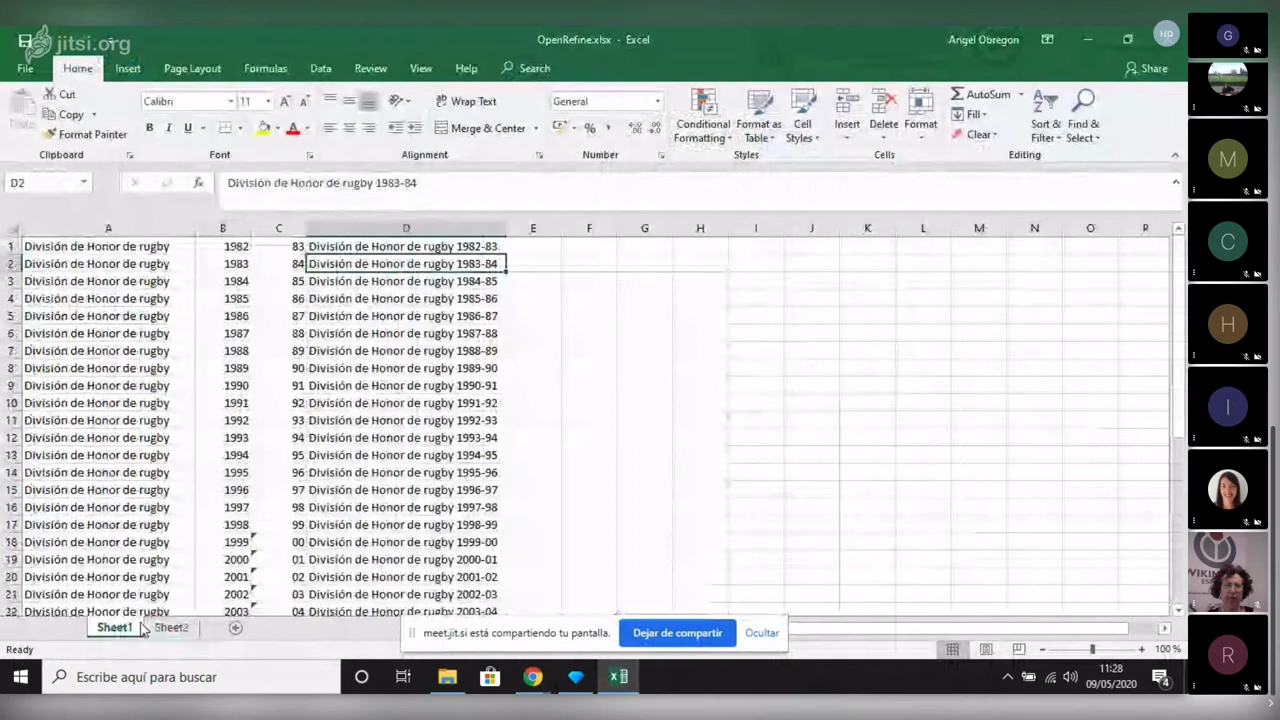 jitsi.org
OpenRefine.xlsx - Excel
Angel Obregon
HD
File Home Insert Page Layout Formulas Data Review View Help Search Share
Cut
Copy
Format Painter
Clipboard
Calibri 11
B I U
Font
Wrap Text
Merge & Center
Alignment
General
Number
Conditional Formatting
Format as Table
Cell Styles
Styles
Insert Delete Format
Cells
AutoSum
Fill
Clear
Sort & Filter
Find & Select
Editing
D2 fx División de Honor de rugby 1983-84
A B C D E F G H I J K L M N O P R
1 División de Honor de rugby 1982 83 División de Honor de rugby 1982-83
2 División de Honor de rugby 1983 84 División de Honor de rugby 1983-84
3 División de Honor de rugby 1984 85 División de Honor de rugby 1984-85
4 División de Honor de rugby 1985 86 División de Honor de rugby 1985-86
5 División de Honor de rugby 1986 87 División de Honor de rugby 1986-87
6 División de Honor de rugby 1987 88 División de Honor de rugby 1987-88
7 División de Honor de rugby 1988 89 División de Honor de rugby 1988-89
8 División de Honor de rugby 1989 90 División de Honor de rugby 1989-90
9 División de Honor de rugby 1990 91 División de Honor de rugby 1990-91
10 División de Honor de rugby 1991 92 División de Honor de rugby 1991-92
11 División de Honor de rugby 1992 93 División de Honor de rugby 1992-93
12 División de Honor de rugby 1993 94 División de Honor de rugby 1993-94
13 División de Honor de rugby 1994 95 División de Honor de rugby 1994-95
14 División de Honor de rugby 1995 96 División de Honor de rugby 1995-96
15 División de Honor de rugby 1996 97 División de Honor de rugby 1996-97
16 División de Honor de rugby 1997 98 División de Honor de rugby 1997-98
17 División de Honor de rugby 1998 99 División de Honor de rugby 1998-99
18 División de Honor de rugby 1999 00 División de Honor de rugby 1999-00
19 División de Honor de rugby 2000 01 División de Honor de rugby 2000-01
20 División de Honor de rugby 2001 02 División de Honor de rugby 2001-02
21 División de Honor de rugby 2002 03 División de Honor de rugby 2002-03
22 División de Honor de rugby 2003 04 División de Honor de rugby 2003-04
Sheet1 Sheet2
meet.jit.si está compartiendo tu pantalla. Dejar de compartir Ocultar
Ready
100 %
Escribe aquí para buscar
11:28
09/05/2020
4
G
M
C
H
I
WIKIM
ESP
R